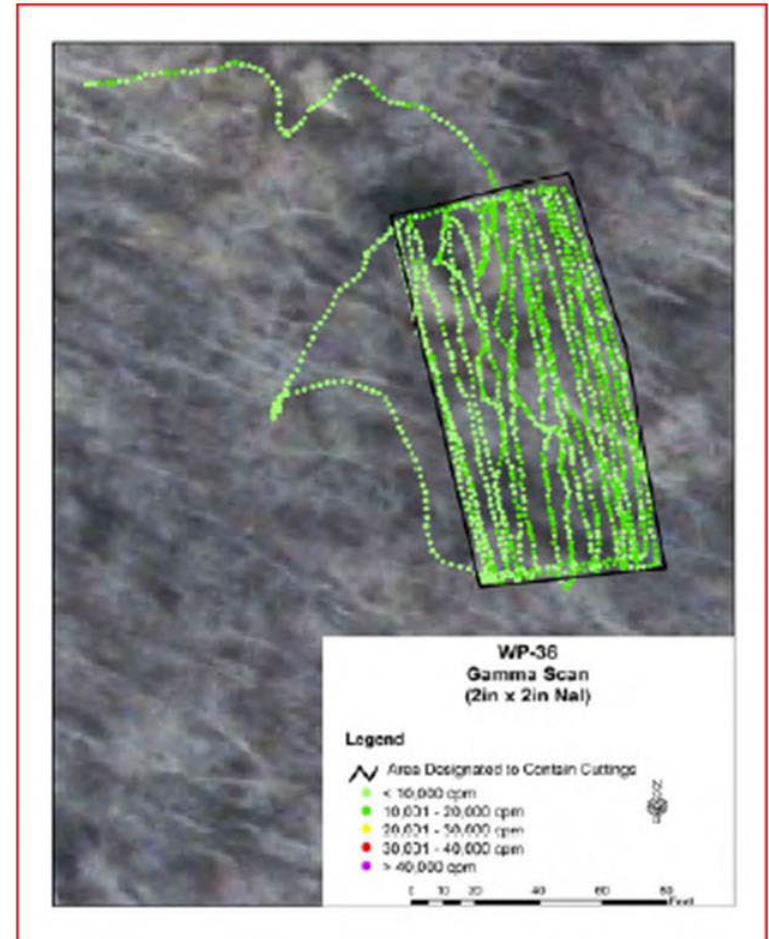 WP-36
Gamma Scan
(2in x 2in NaI)
Legend
Area Designated to Contain Cuttings
< 10,000 cpm
10,001 - 20,000 cpm
20,001 - 30,000 cpm
30,001 - 40,000 cpm
> 40,000 cpm
0 10 20 40 60 80
Feet